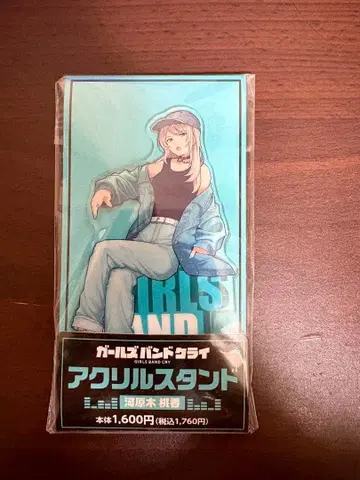 GIRLS
BAND
ガールズバンドクライ
GIRLS BAND CRY
アクリルスタンド
河原木 桃香
本体1,600円(税込1,760円)